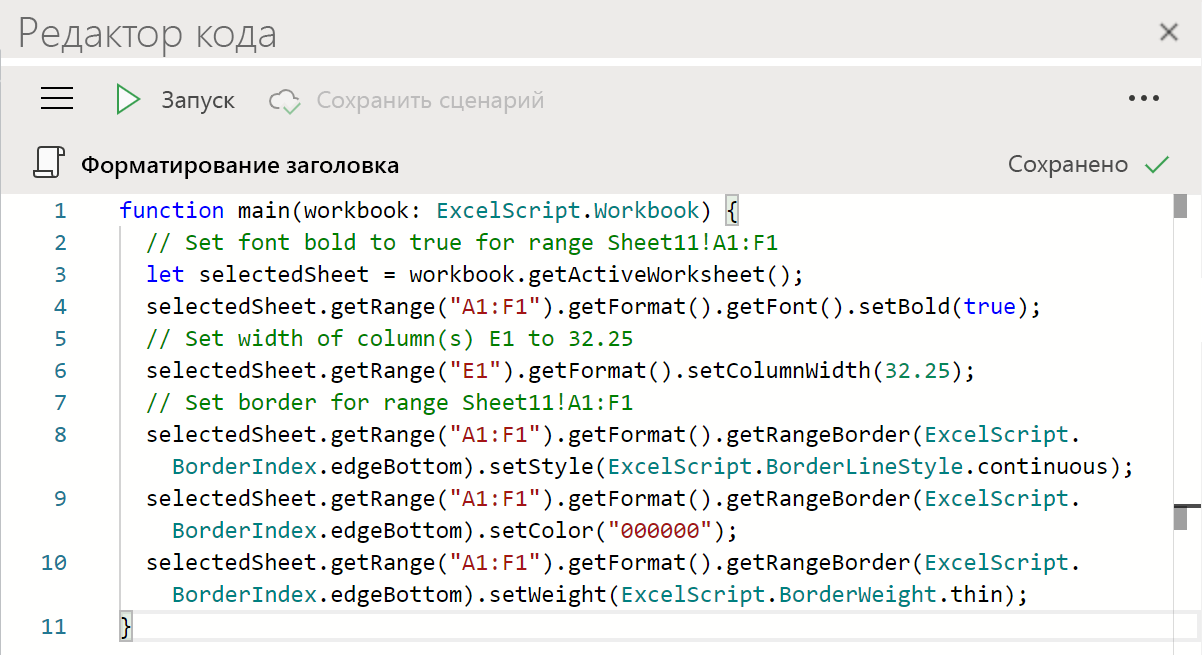 Редактор кода
Запуск Сохранить сценарий
Форматирование заголовка Сохранено
1 function main(workbook: ExcelScript.Workbook) {
2 // Set font bold to true for range Sheet11!A1:F1
3 let selectedSheet = workbook.getActiveWorksheet();
4 selectedSheet.getRange("A1:F1").getFormat().getFont().setBold(true);
5 // Set width of column(s) E1 to 32.25
6 selectedSheet.getRange("E1").getFormat().setColumnWidth(32.25);
7 // Set border for range Sheet11!A1:F1
8 selectedSheet.getRange("A1:F1").getFormat().getRangeBorder(ExcelScript.
BorderIndex.edgeBottom).setStyle(ExcelScript.BorderLineStyle.continuous);
9 selectedSheet.getRange("A1:F1").getFormat().getRangeBorder(ExcelScript.
BorderIndex.edgeBottom).setColor("000000");
10 selectedSheet.getRange("A1:F1").getFormat().getRangeBorder(ExcelScript.
BorderIndex.edgeBottom).setWeight(ExcelScript.BorderWeight.thin);
11 }